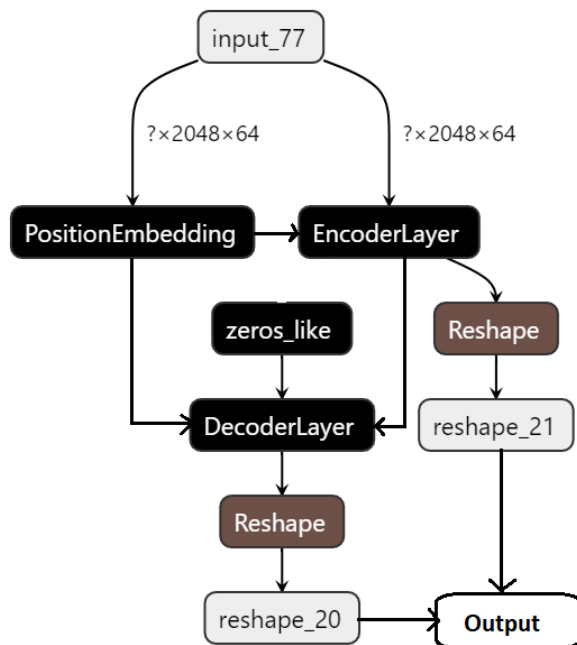 input_77
?×2048×64
?×2048×64
PositionEmbedding
EncoderLayer
zeros_like
Reshape
DecoderLayer
reshape_21
Reshape
reshape_20
Output